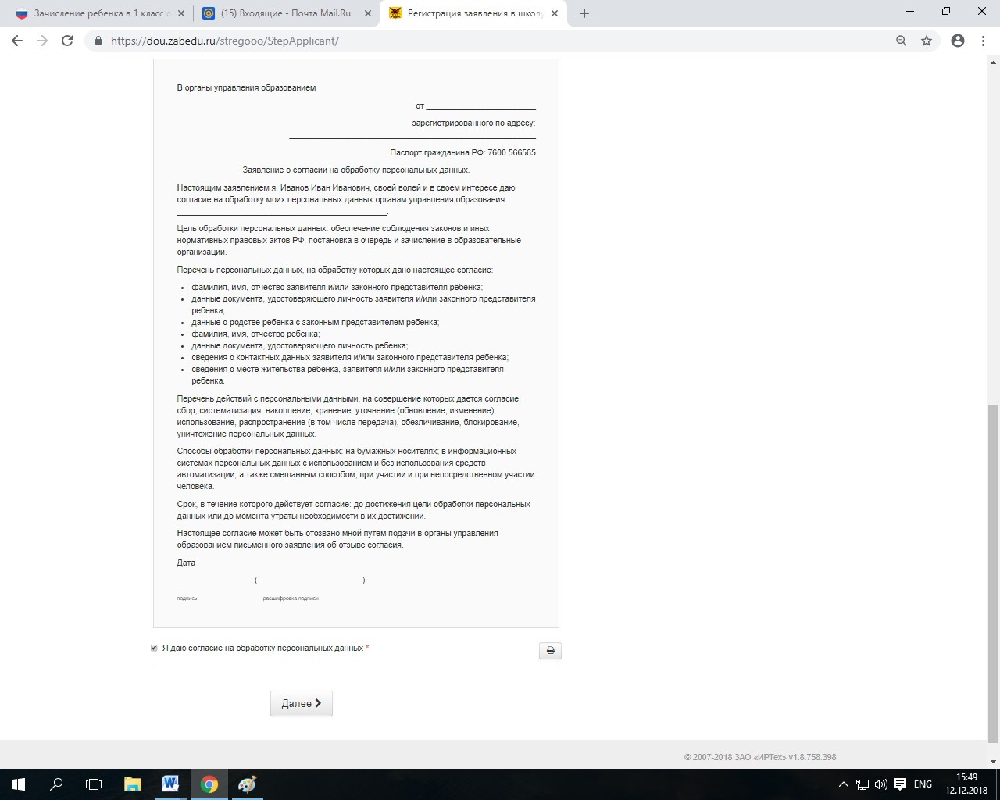 Зачисление ребенка в 1 класс о
(15) Входящие - Почта Mail.Ru
Регистрация заявления в школу
https://dou.zabedu.ru/stregooo/StepApplicant/
В органы управления образованием
от ________________________
зарегистрированного по адресу:
______________________________________________________
Паспорт гражданина РФ: 7600 566565
Заявление о согласии на обработку персональных данных.
Настоящим заявлением я, Иванов Иван Иванович, своей волей и в своем интересе даю
согласие на обработку моих персональных данных органам управления образования
______________________________________________.
Цель обработки персональных данных: обеспечение соблюдения законов и иных
нормативных правовых актов РФ, постановка в очередь и зачисление в образовательные
организации.
Перечень персональных данных, на обработку которых дано настоящее согласие:
• фамилия, имя, отчество заявителя и/или законного представителя ребенка;
• данные документа, удостоверяющего личность заявителя и/или законного представителя
ребенка;
• данные о родстве ребенка с законным представителем ребенка;
• фамилия, имя, отчество ребенка;
• данные документа, удостоверяющего личность ребенка;
• сведения о контактных данных заявителя и/или законного представителя ребенка;
• сведения о месте жительства ребенка, заявителя и/или законного представителя
ребенка.
Перечень действий с персональными данными, на совершение которых дается согласие:
сбор, систематизация, накопление, хранение, уточнение (обновление, изменение),
использование, распространение (в том числе передача), обезличивание, блокирование,
уничтожение персональных данных.
Способы обработки персональных данных: на бумажных носителях; в информационных
системах персональных данных с использованием и без использования средств
автоматизации, а также смешанным способом; при участии и при непосредственном участии
человека.
Срок, в течение которого действует согласие: до достижения цели обработки персональных
данных или до момента утраты необходимости в их достижении.
Настоящее согласие может быть отозвано мной путем подачи в органы управления
образованием письменного заявления об отзыве согласия.
Дата
_________________(_______________________)
подпись расшифровка подписи
Я даю согласие на обработку персональных данных *
Далее
© 2007-2018 ЗАО «ИРТех» v1.8.758.398
ENG
15:49
12.12.2018